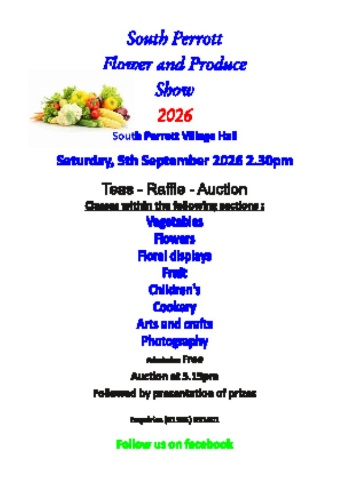 South Perrott
Flower and Produce
Show
2026
South Perrott Village Hall
Saturday, 5th September 2026 2.30pm
Teas - Raffle - Auction
Classes within the following sections :
Vegetables
Flowers
Floral displays
Fruit
Children's
Cookery
Arts and crafts
Photography
Admission Free
Auction at 5.15pm
Followed by presentation of prizes
Enquiries
Follow us on facebook